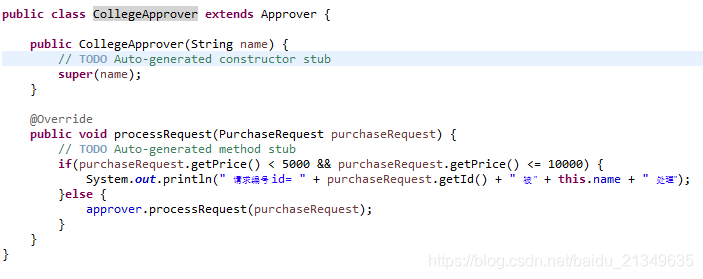 public class CollegeApprover extends Approver {
public CollegeApprover(String name) {
// TODO Auto-generated constructor stub
super(name);
}
@Override
public void processRequest(PurchaseRequest purchaseRequest) {
// TODO Auto-generated method stub
if(purchaseRequest.getPrice() < 5000 && purchaseRequest.getPrice() <= 10000) {
System.out.println(" 请求编号 id= " + purchaseRequest.getId() + " 被" + this.name + " 处理");
}else {
approver.processRequest(purchaseRequest);
}
}
}
https://blog.csdn.net/baidu_21349635